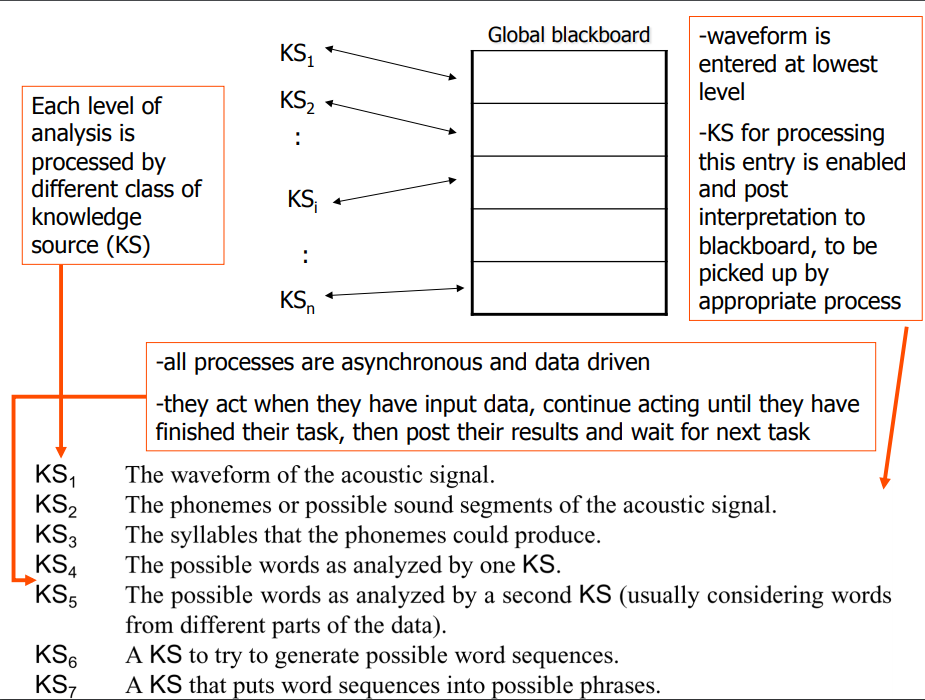 Global blackboard
KS1
KS2
:
KSi
:
KSn
Each level of
analysis is
processed by
different class of
knowledge
source (KS)
-waveform is
entered at lowest
level
-KS for processing
this entry is enabled
and post
interpretation to
blackboard, to be
picked up by
appropriate process
-all processes are asynchronous and data driven
-they act when they have input data, continue acting until they have
finished their task, then post their results and wait for next task
KS1 The waveform of the acoustic signal.
KS2 The phonemes or possible sound segments of the acoustic signal.
KS3 The syllables that the phonemes could produce.
KS4 The possible words as analyzed by one KS.
KS5 The possible words as analyzed by a second KS (usually considering words
from different parts of the data).
KS6 A KS to try to generate possible word sequences.
KS7 A KS that puts word sequences into possible phrases.